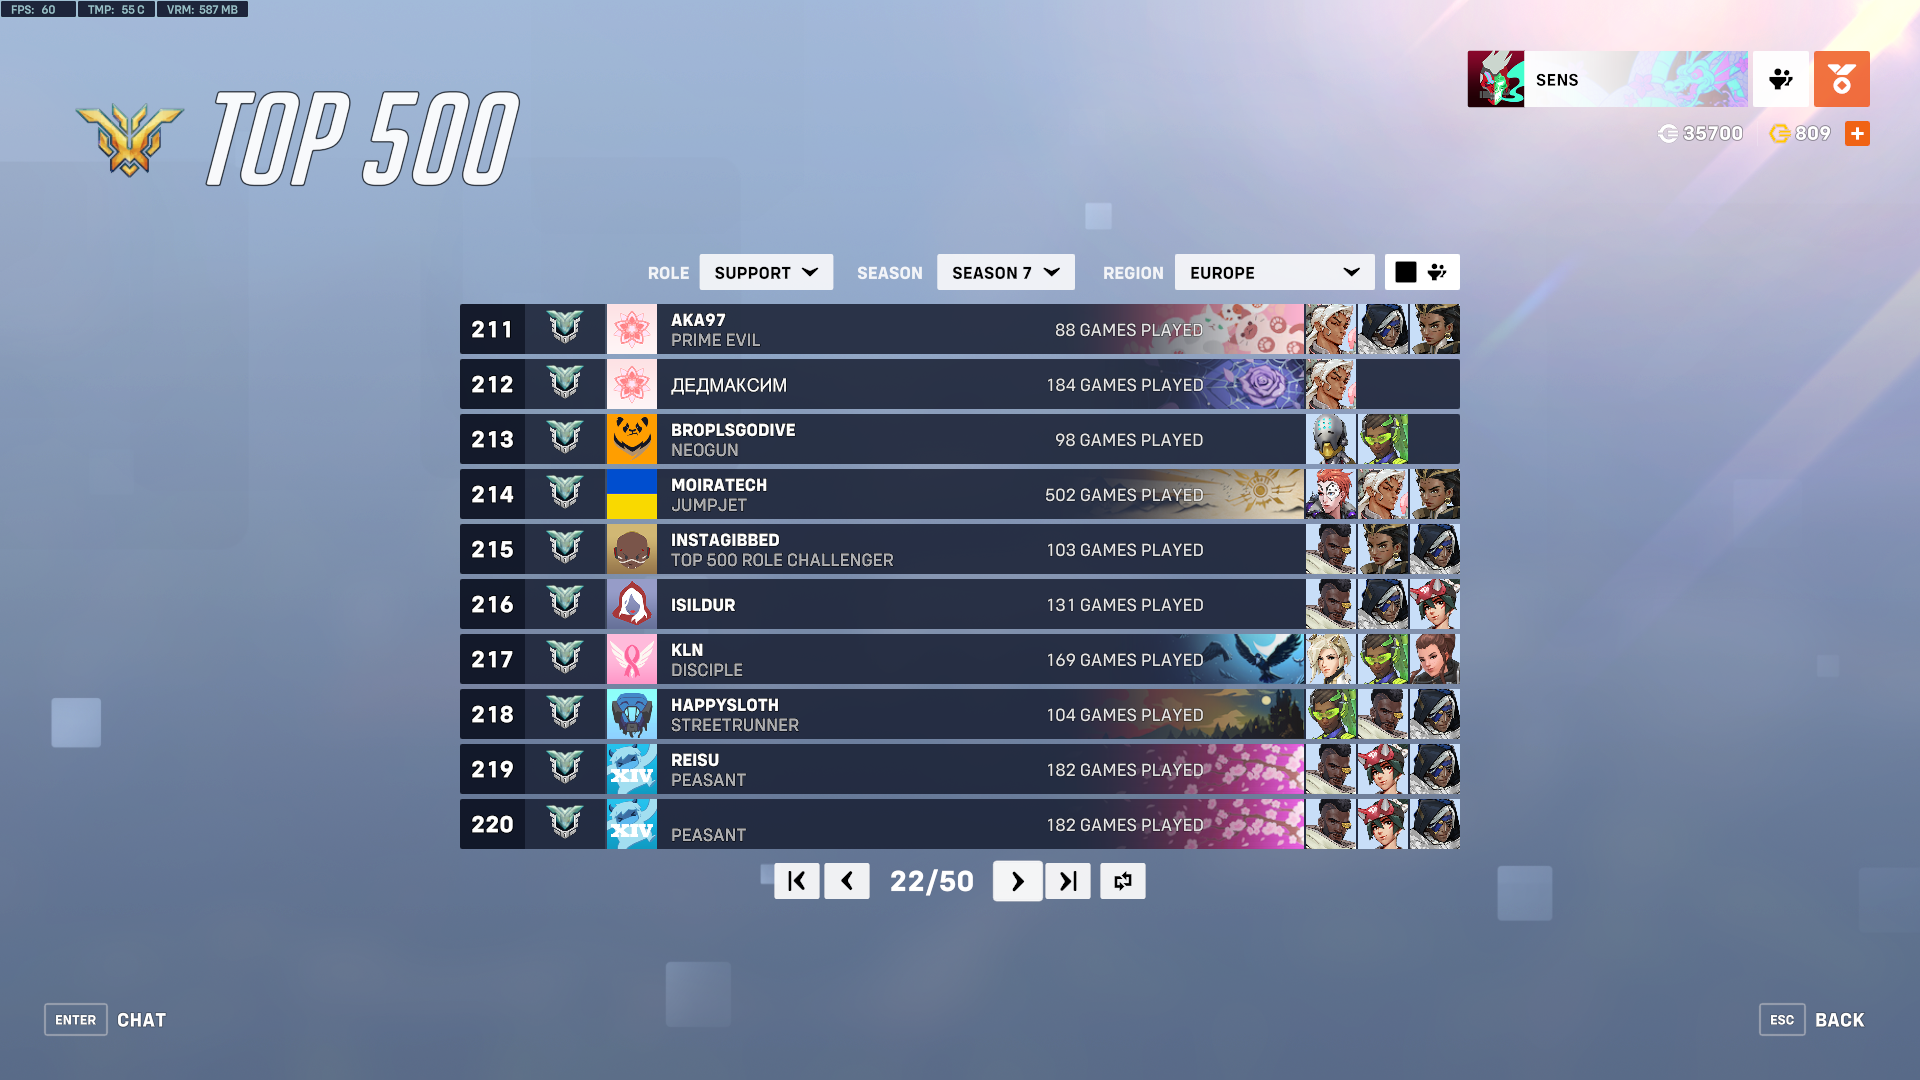 FPS: 60 TMP: 55 C VRM: 587 MB
TOP 500
SENS
35700 809
ROLE SUPPORT SEASON SEASON 7 REGION EUROPE
211 AKA97 88 GAMES PLAYED
PRIME EVIL
212 ДЕДМАКСИМ 184 GAMES PLAYED
213 BROPLSGODIVE 98 GAMES PLAYED
NEOGUN
214 MOIRATECH 502 GAMES PLAYED
JUMPJET
215 INSTAGIBBED 103 GAMES PLAYED
TOP 500 ROLE CHALLENGER
216 ISILDUR 131 GAMES PLAYED
217 KLN 169 GAMES PLAYED
DISCIPLE
218 HAPPYSLOTH 104 GAMES PLAYED
STREETRUNNER
219 XIV REISU 182 GAMES PLAYED
PEASANT
220 XIV 182 GAMES PLAYED
PEASANT
22/50
ENTER CHAT
ESC BACK